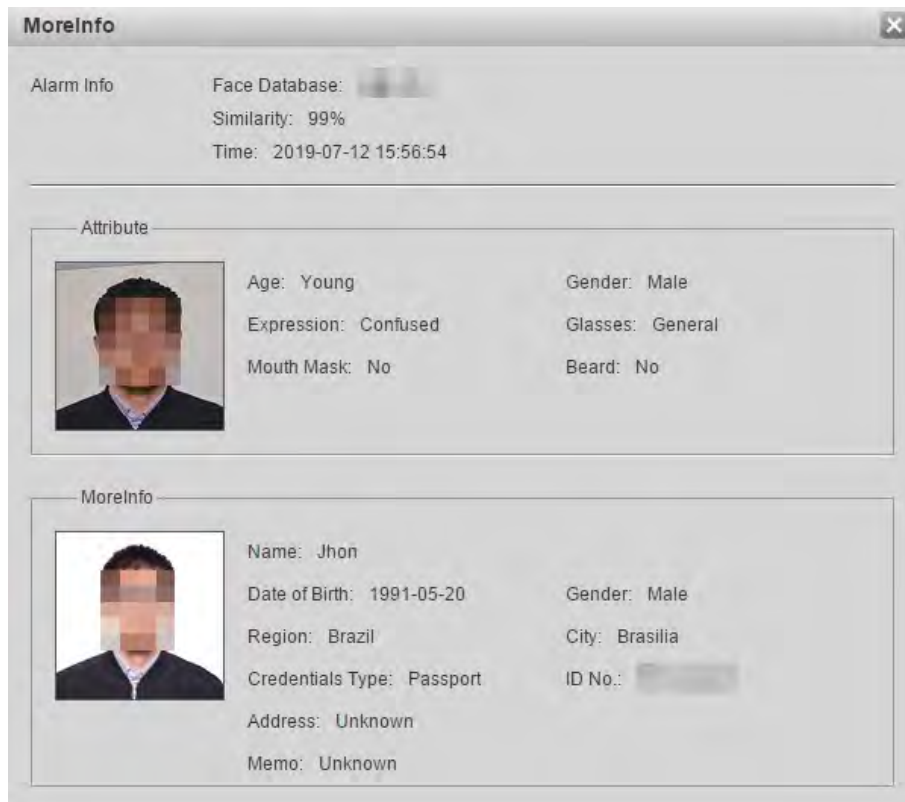 MoreInfo
Alarm Info Face Database:
Similarity: 99%
Time: 2019-07-12 15:56:54
Attribute
Age: Young Gender: Male
Expression: Confused Glasses: General
Mouth Mask: No Beard: No
MoreInfo
Name: Jhon
Date of Birth: 1991-05-20 Gender: Male
Region: Brazil City: Brasilia
Credentials Type: Passport ID No.:
Address: Unknown
Memo: Unknown